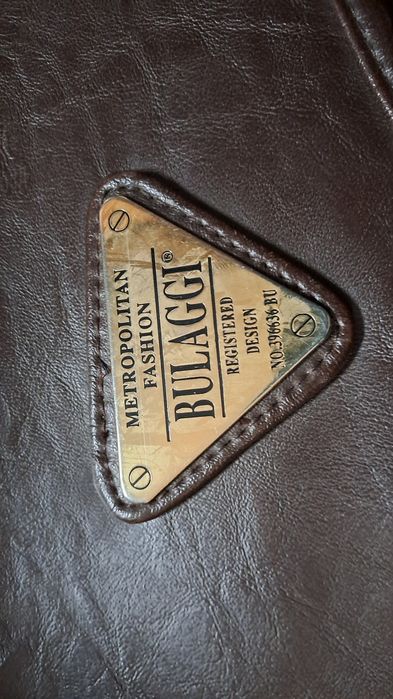 METROPOLITAN
FASHION
BULAGGI®
REGISTERED
DESIGN
NO.396636 BU